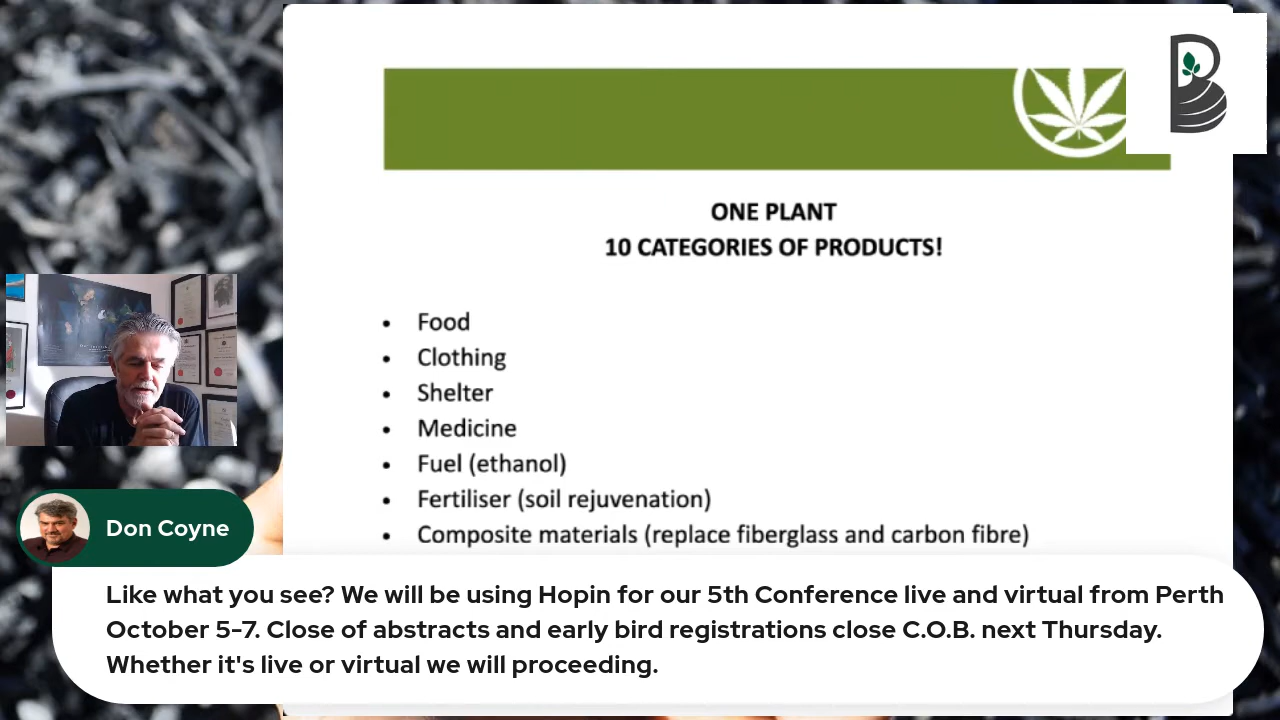 ONE PLANT
10 CATEGORIES OF PRODUCTS!
• Food
• Clothing
• Shelter
• Medicine
• Fuel (ethanol)
• Fertiliser (soil rejuvenation)
• Composite materials (replace fiberglass and carbon fibre)
Don Coyne
Like what you see? We will be using Hopin for our 5th Conference live and virtual from Perth
October 5-7. Close of abstracts and early bird registrations close C.O.B. next Thursday.
Whether it's live or virtual we will proceeding.